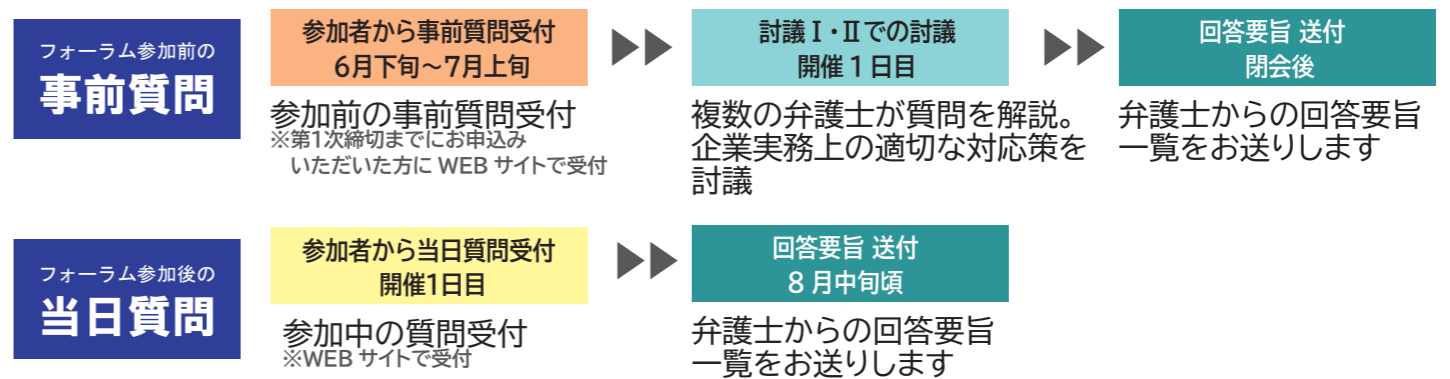 フォーラム参加前の
事前質問
参加者から事前質問受付
6月下旬～7月上旬
参加前の事前質問受付
※第1次締切までにお申込み
いただいた方に WEB サイトで受付
討議Ⅰ・Ⅱでの討議
開催 1 日目
複数の弁護士が質問を解説。
企業実務上の適切な対応策を
討議
回答要旨 送付
閉会後
弁護士からの回答要旨
一覧をお送りします
フォーラム参加後の
当日質問
参加者から当日質問受付
開催1日目
参加中の質問受付
※WEB サイトで受付
回答要旨 送付
8 月中旬頃
弁護士からの回答要旨
一覧をお送りします